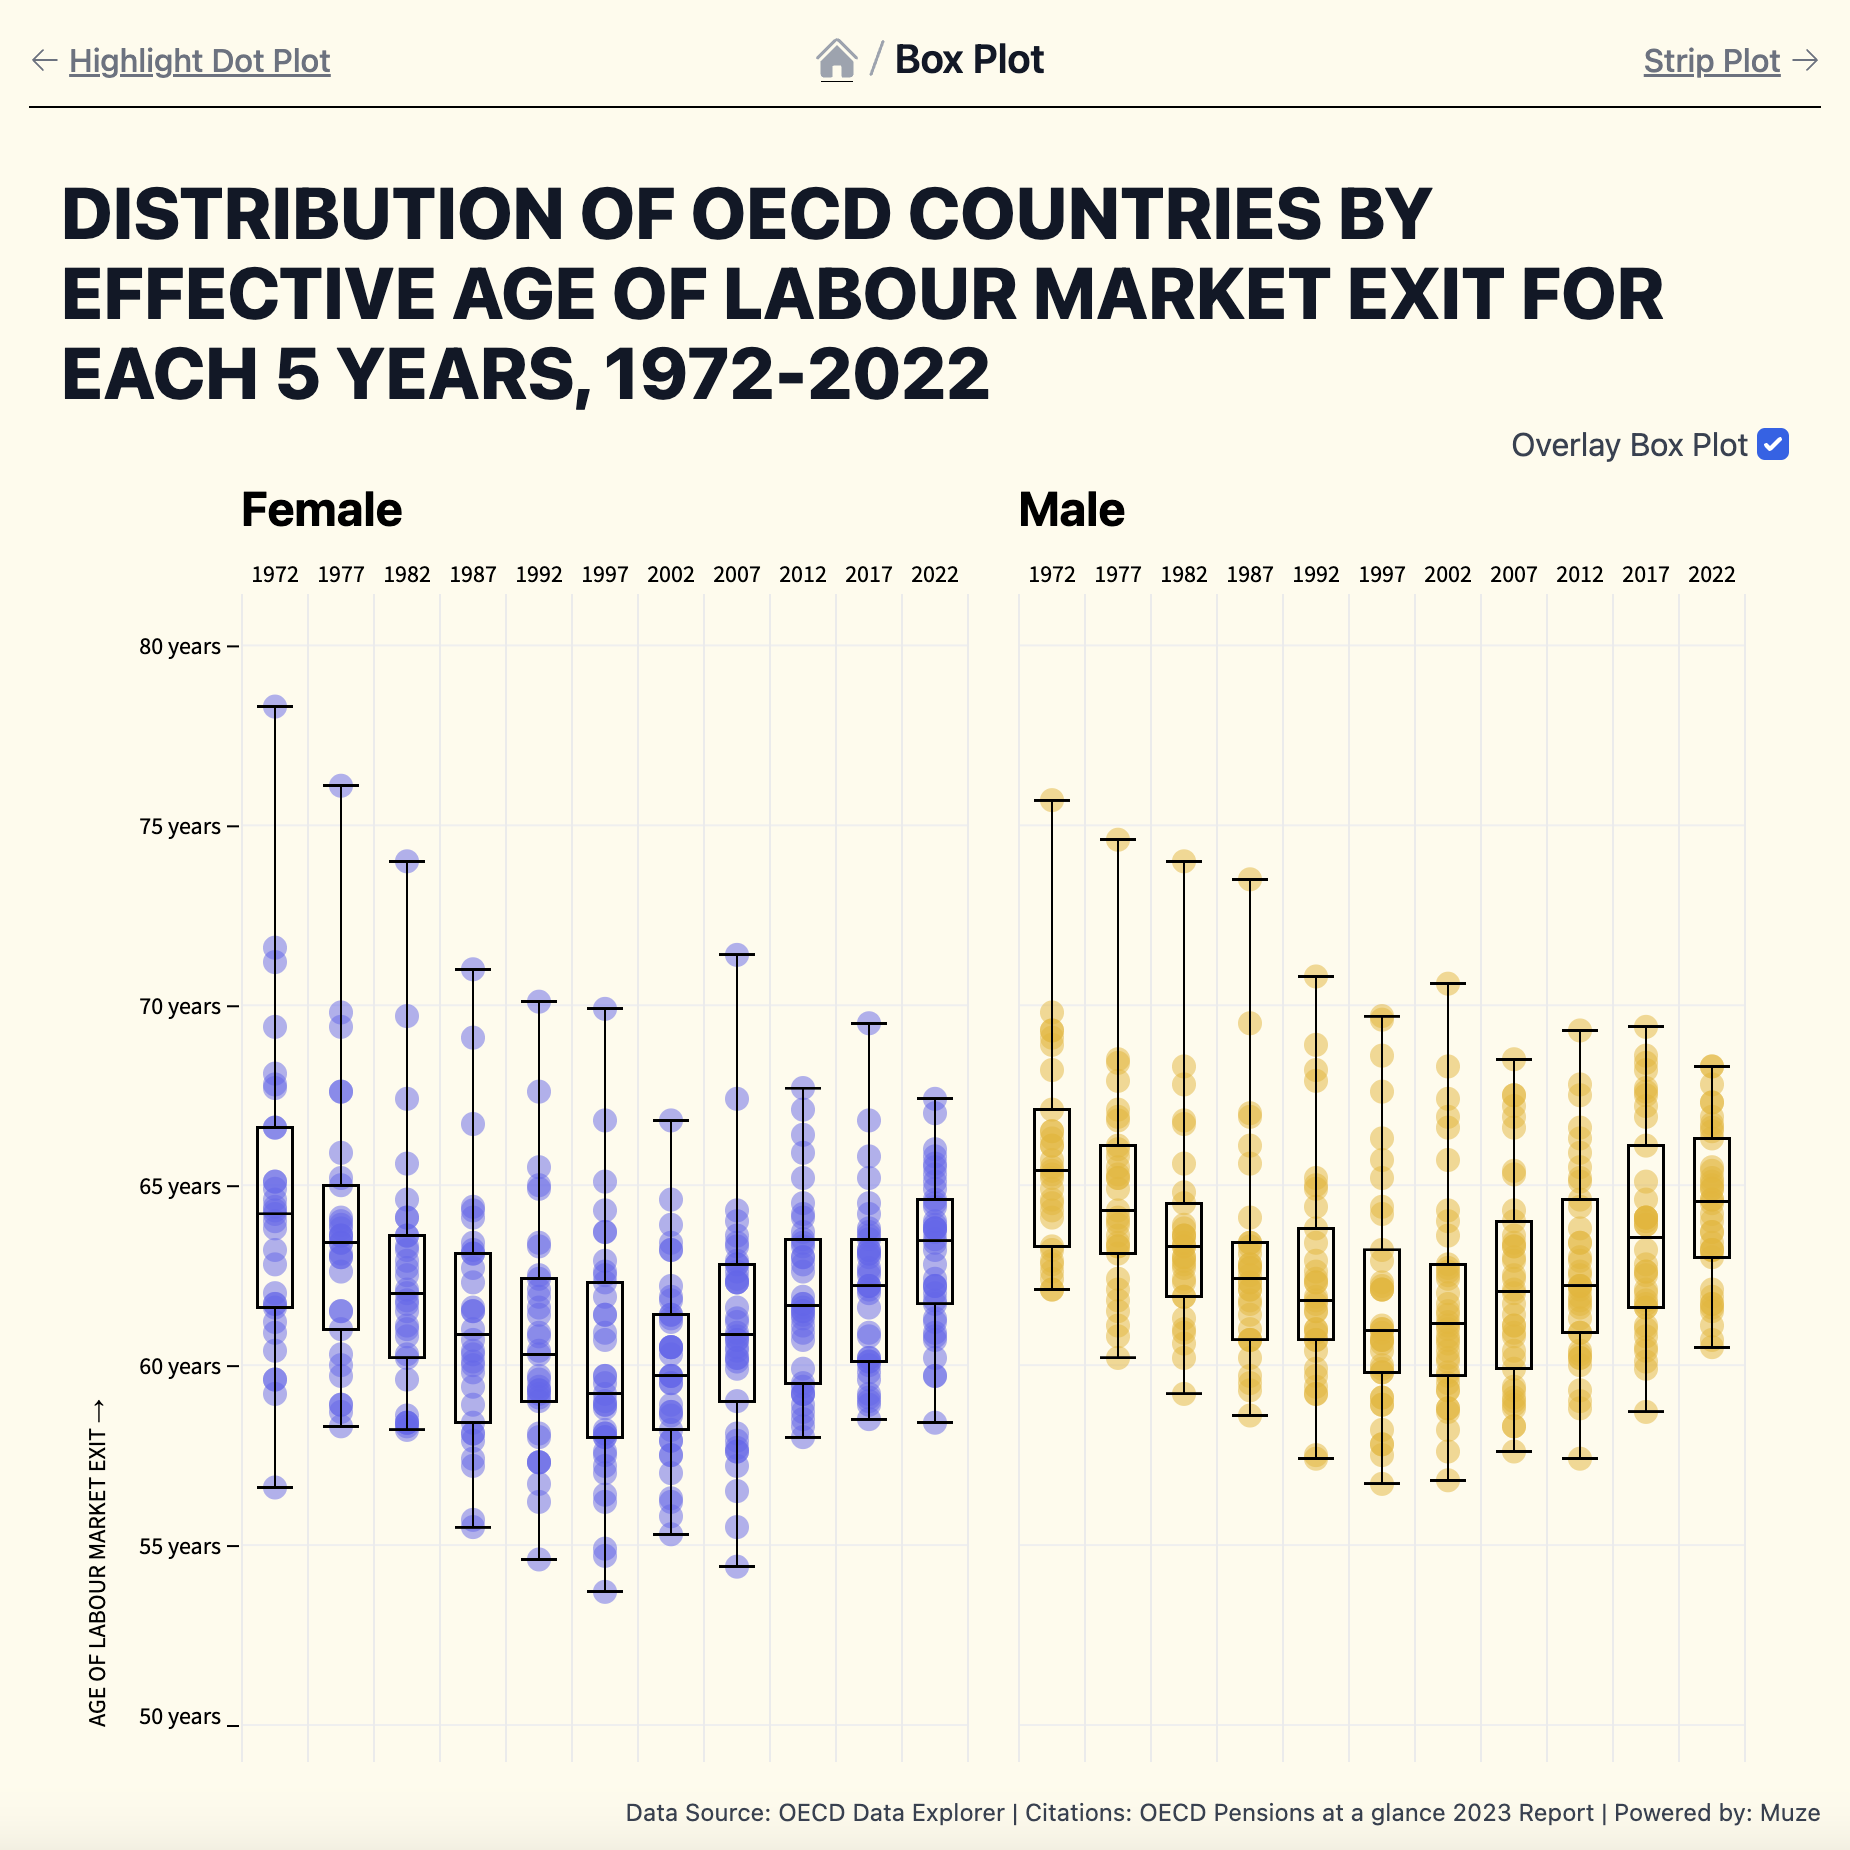 ← Highlight Dot Plot
/ Box Plot
Strip Plot →
DISTRIBUTION OF OECD COUNTRIES BY
EFFECTIVE AGE OF LABOUR MARKET EXIT FOR
EACH 5 YEARS, 1972-2022
Overlay Box Plot
Female
Male
1972 1977 1982 1987 1992 1997 2002 2007 2012 2017 2022
1972 1977 1982 1987 1992 1997 2002 2007 2012 2017 2022
80 years
75 years
70 years
65 years
60 years
55 years
50 years
AGE OF LABOUR MARKET EXIT →
Data Source: OECD Data Explorer | Citations: OECD Pensions at a glance 2023 Report | Powered by: Muze